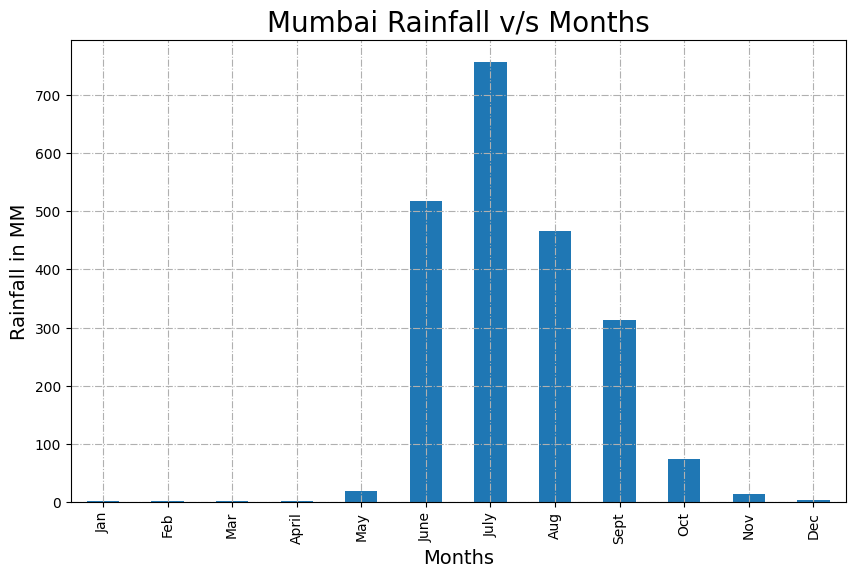 Mumbai Rainfall v/s Months
Rainfall in MM
700
600
500
400
300
200
100
0
Jan
Feb
Mar
April
May
June
July
Aug
Sept
Oct
Nov
Dec
Months